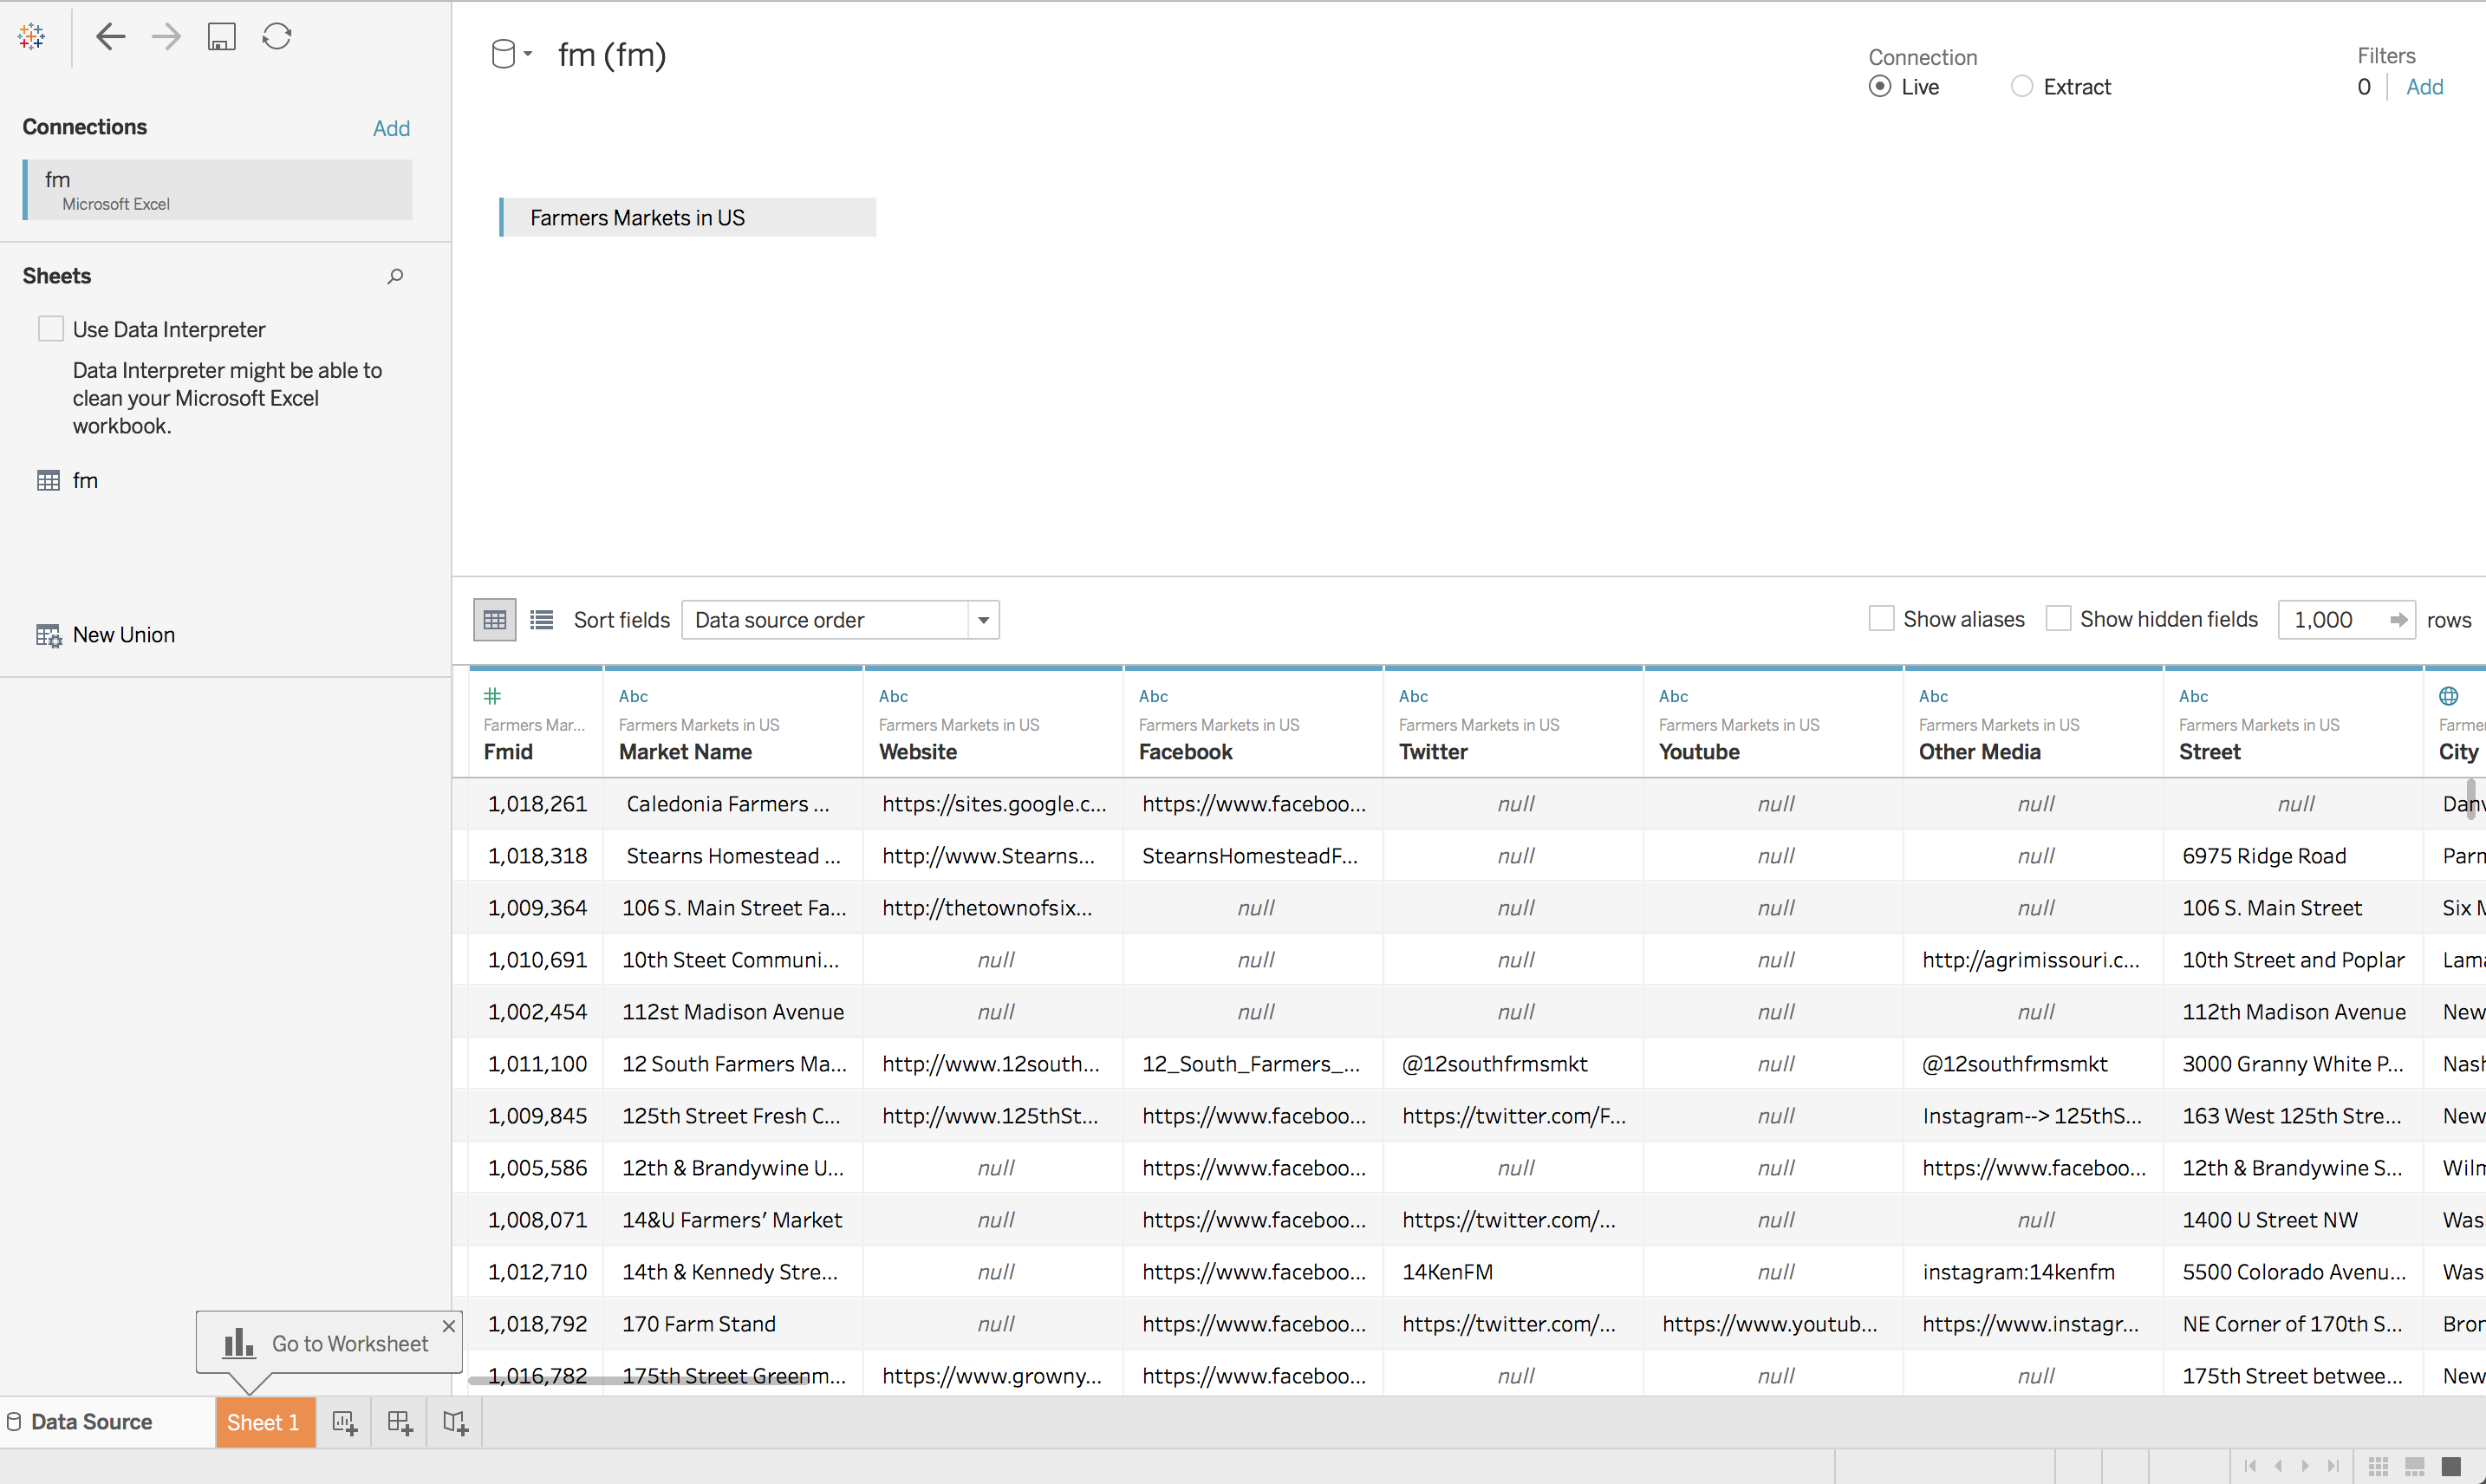 fm (fm)
Connection
Live Extract
Filters
0 Add
Connections Add
fm
Microsoft Excel
Farmers Markets in US
Sheets
Use Data Interpreter
Data Interpreter might be able to
clean your Microsoft Excel
workbook.
fm
New Union
Sort fields Data source order Show aliases Show hidden fields 1,000 rows
# Abc Abc Abc Abc Abc Abc Abc
Farmers Mar... Farmers Markets in US Farmers Markets in US Farmers Markets in US Farmers Markets in US Farmers Markets in US Farmers Markets in US Farmers Markets in US Farmer
Fmid Market Name Website Facebook Twitter Youtube Other Media Street City
1,018,261 Caledonia Farmers ... https://sites.google.c... https://www.faceboo... null null null null Danv
1,018,318 Stearns Homestead ... http://www.Stearns... StearnsHomesteadF... null null null 6975 Ridge Road Parm
1,009,364 106 S. Main Street Fa... http://thetownofsix... null null null null 106 S. Main Street Six M
1,010,691 10th Steet Communi... null null null null http://agrimissouri.c... 10th Street and Poplar Lama
1,002,454 112st Madison Avenue null null null null null 112th Madison Avenue New
1,011,100 12 South Farmers Ma... http://www.12south... 12_South_Farmers_... @12southfrmsmkt null @12southfrmsmkt 3000 Granny White P... Nash
1,009,845 125th Street Fresh C... http://www.125thSt... https://www.faceboo... https://twitter.com/F... null Instagram--> 125thS... 163 West 125th Stre... New
1,005,586 12th & Brandywine U... null https://www.faceboo... null null https://www.faceboo... 12th & Brandywine S... Wilm
1,008,071 14&U Farmers’ Market null https://www.faceboo... https://twitter.com/... null null 1400 U Street NW Was
1,012,710 14th & Kennedy Stre... null https://www.faceboo... 14KenFM null instagram:14kenfm 5500 Colorado Avenu... Was
1,018,792 170 Farm Stand null https://www.faceboo... https://twitter.com/... https://www.youtub... https://www.instagr... NE Corner of 170th S... Bron
1,016,782 175th Street Greenm... https://www.growny... https://www.faceboo... null null null 175th Street betwee... New
Go to Worksheet
Data Source Sheet 1